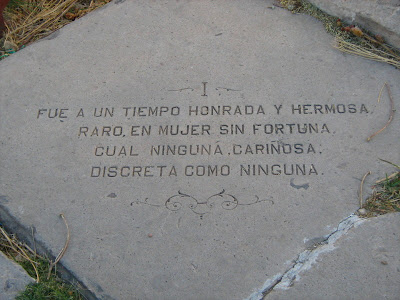 I
FUE A UN TIEMPO HONRADA Y HERMOSA.
RARO, EN MUJER SIN FORTUNA.
CUAL NINGUNA, CARIÑOSA.
DISCRETA COMO NINGUNA.